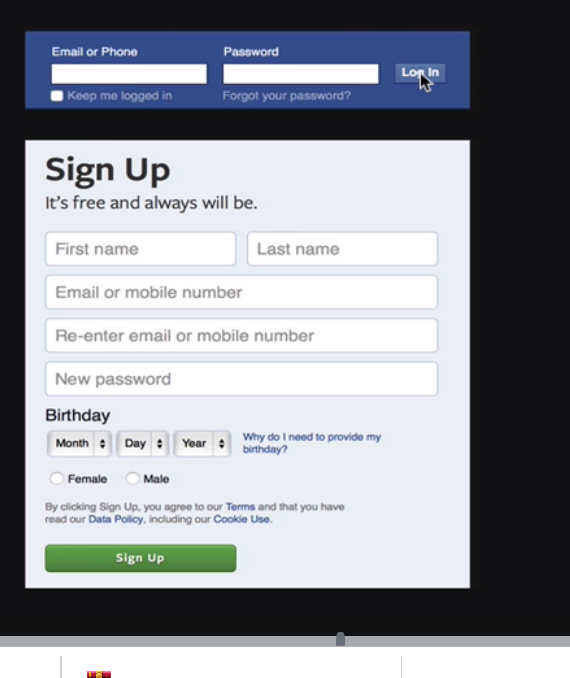 Email or Phone Password
Log In
Keep me logged in Forgot your password?
Sign Up
It's free and always will be.
First name Last name
Email or mobile number
Re-enter email or mobile number
New password
Birthday
Month Day Year Why do I need to provide my
birthday?
Female Male
By clicking Sign Up, you agree to our Terms and that you have
read our Data Policy, including our Cookie Use.
Sign Up